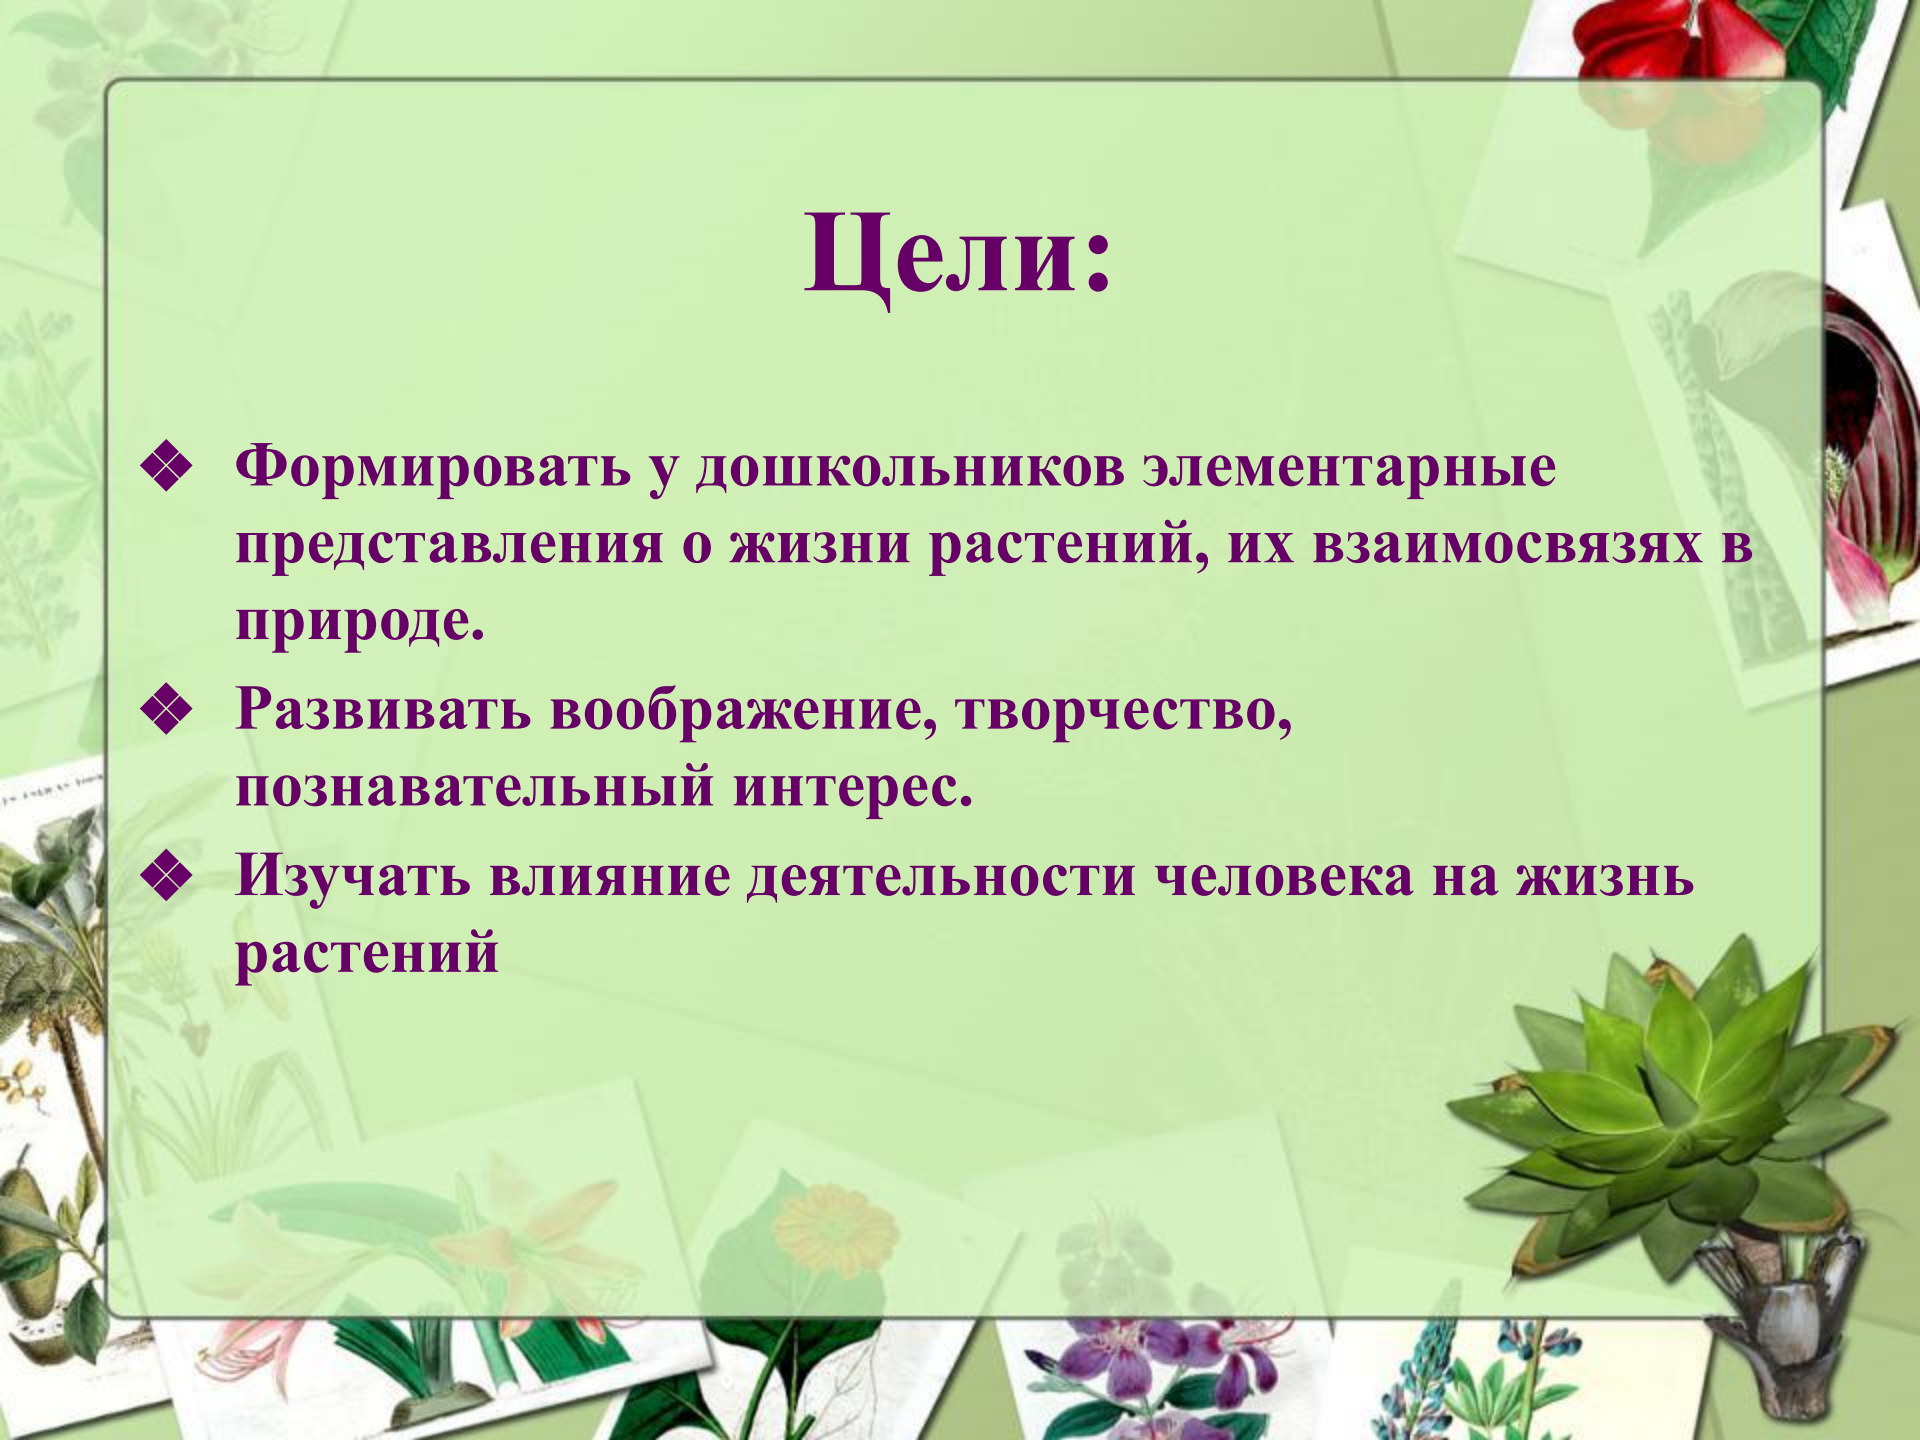 Цели:
❖ Формировать у дошкольников элементарные
представления о жизни растений, их взаимосвязях в
природе.
❖ Развивать воображение, творчество,
познавательный интерес.
❖ Изучать влияние деятельности человека на жизнь
растений